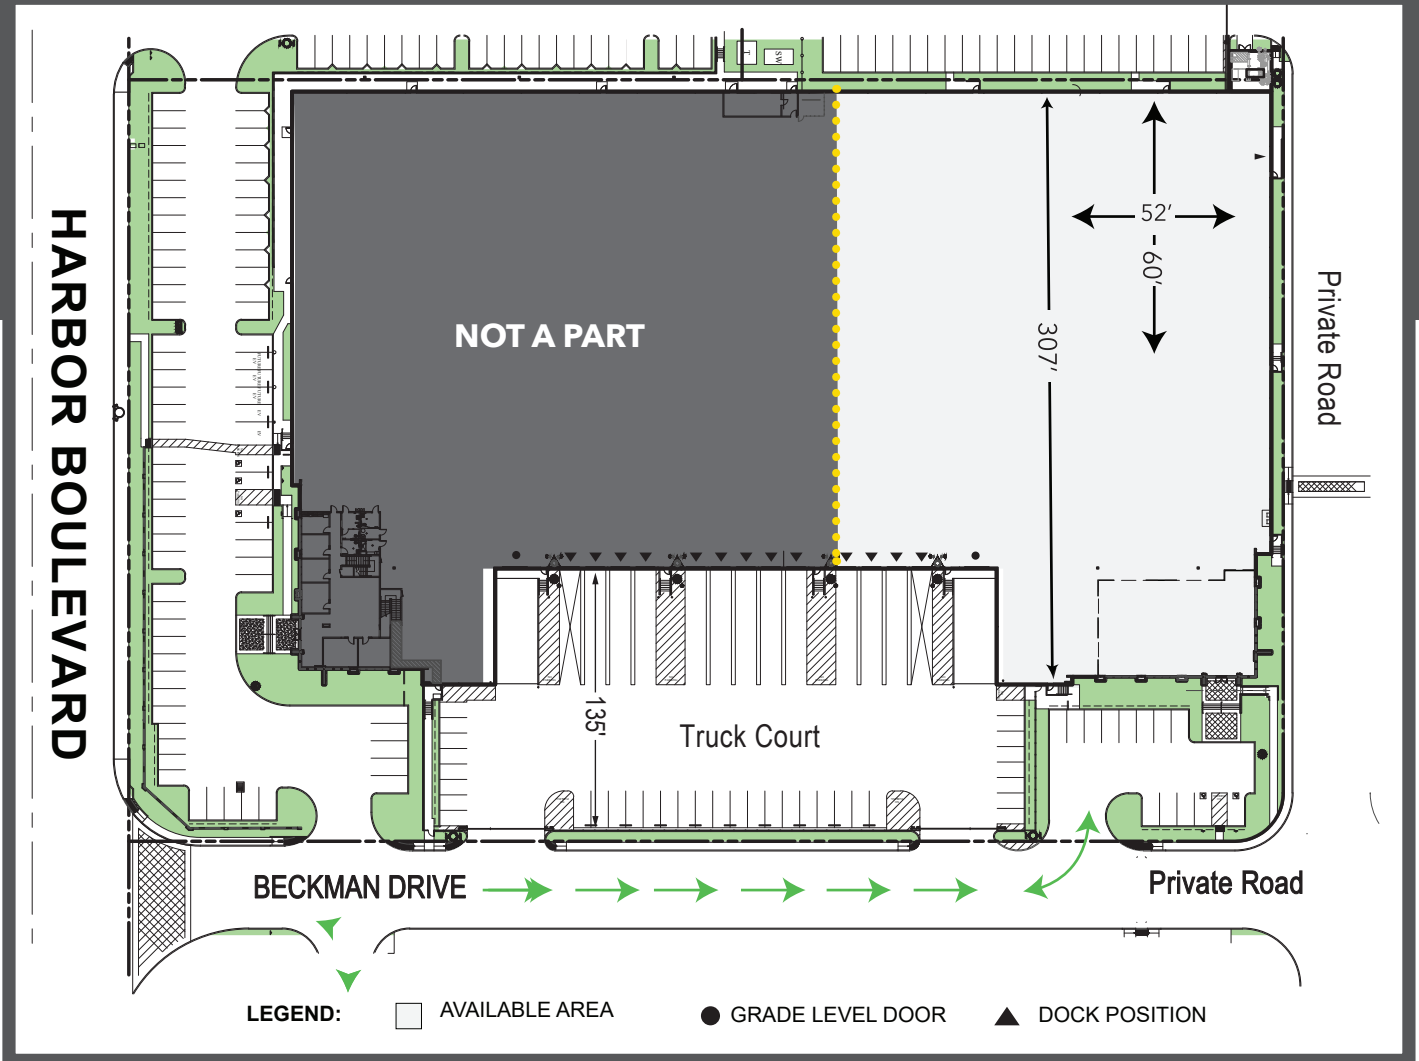 T
SW
52'
60'
307'
NOT A PART
HARBOR BOULEVARD
Private Road
135'
Truck Court
BECKMAN DRIVE
Private Road
LEGEND:
AVAILABLE AREA
GRADE LEVEL DOOR
DOCK POSITION